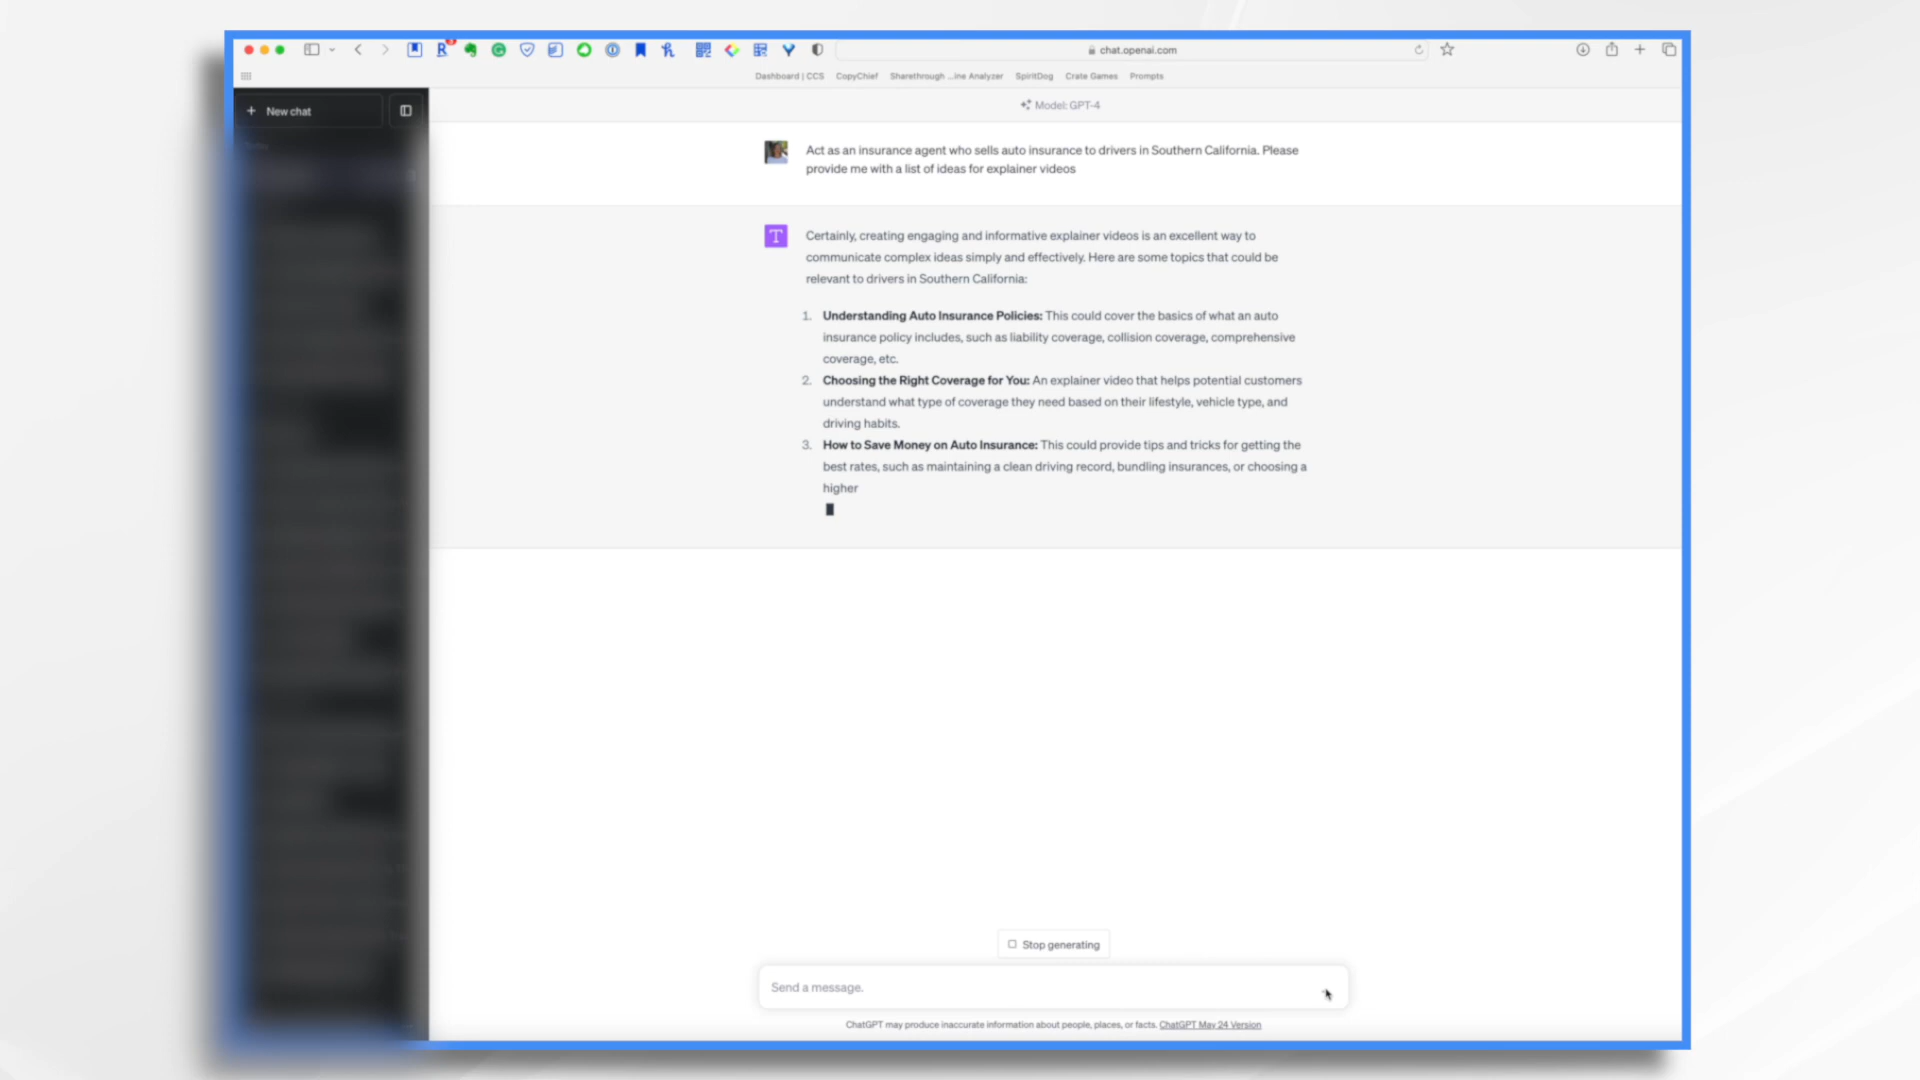 chat.openai.com
Dashboard | CCS CopyChief Sharethrough ...ine Analyzer SpiritDog Crate Games Prompts
+ New chat
Model: GPT-4
Act as an insurance agent who sells auto insurance to drivers in Southern California. Please
provide me with a list of ideas for explainer videos
T
Certainly, creating engaging and informative explainer videos is an excellent way to
communicate complex ideas simply and effectively. Here are some topics that could be
relevant to drivers in Southern California:
1. Understanding Auto Insurance Policies: This could cover the basics of what an auto
insurance policy includes, such as liability coverage, collision coverage, comprehensive
coverage, etc.
2. Choosing the Right Coverage for You: An explainer video that helps potential customers
understand what type of coverage they need based on their lifestyle, vehicle type, and
driving habits.
3. How to Save Money on Auto Insurance: This could provide tips and tricks for getting the
best rates, such as maintaining a clean driving record, bundling insurances, or choosing a
higher
Stop generating
Send a message.
ChatGPT may produce inaccurate information about people, places, or facts. ChatGPT May 24 Version